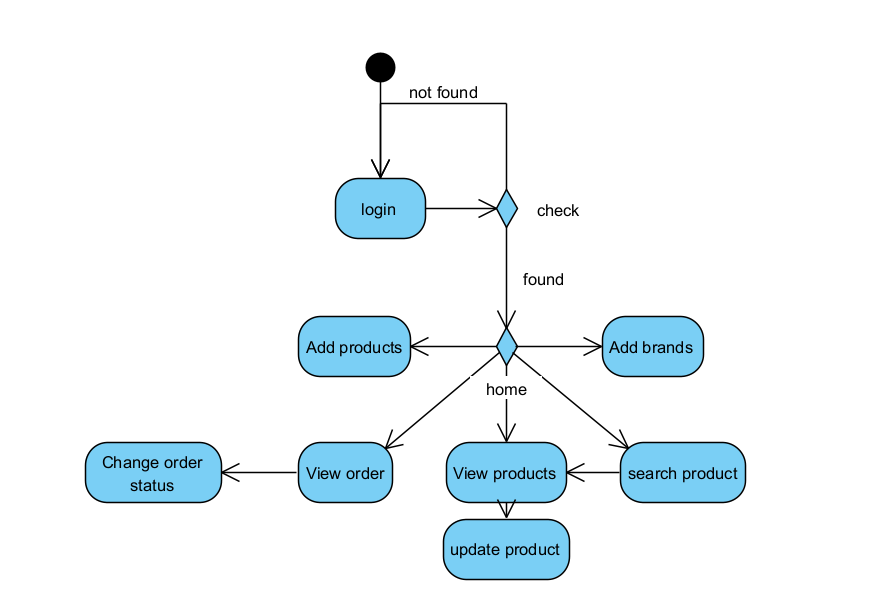 not found
login
check
found
Add products
Add brands
home
Change order
status
View order
View products
search product
update product